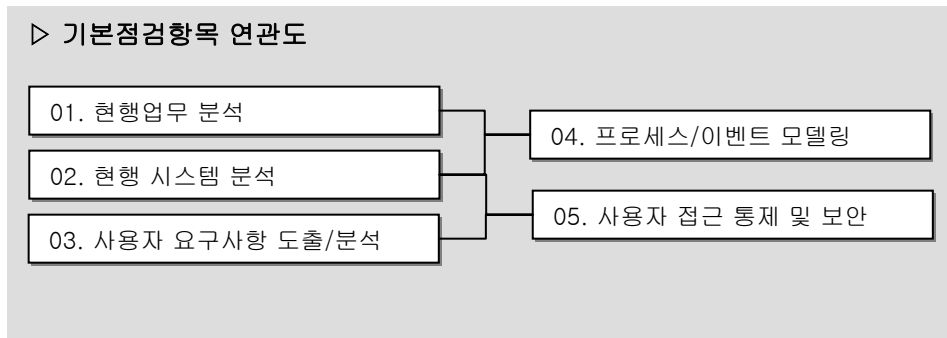 ▷ 기본점검항목 연관도
01. 현행업무 분석
02. 현행 시스템 분석
03. 사용자 요구사항 도출/분석
04. 프로세스/이벤트 모델링
05. 사용자 접근 통제 및 보안